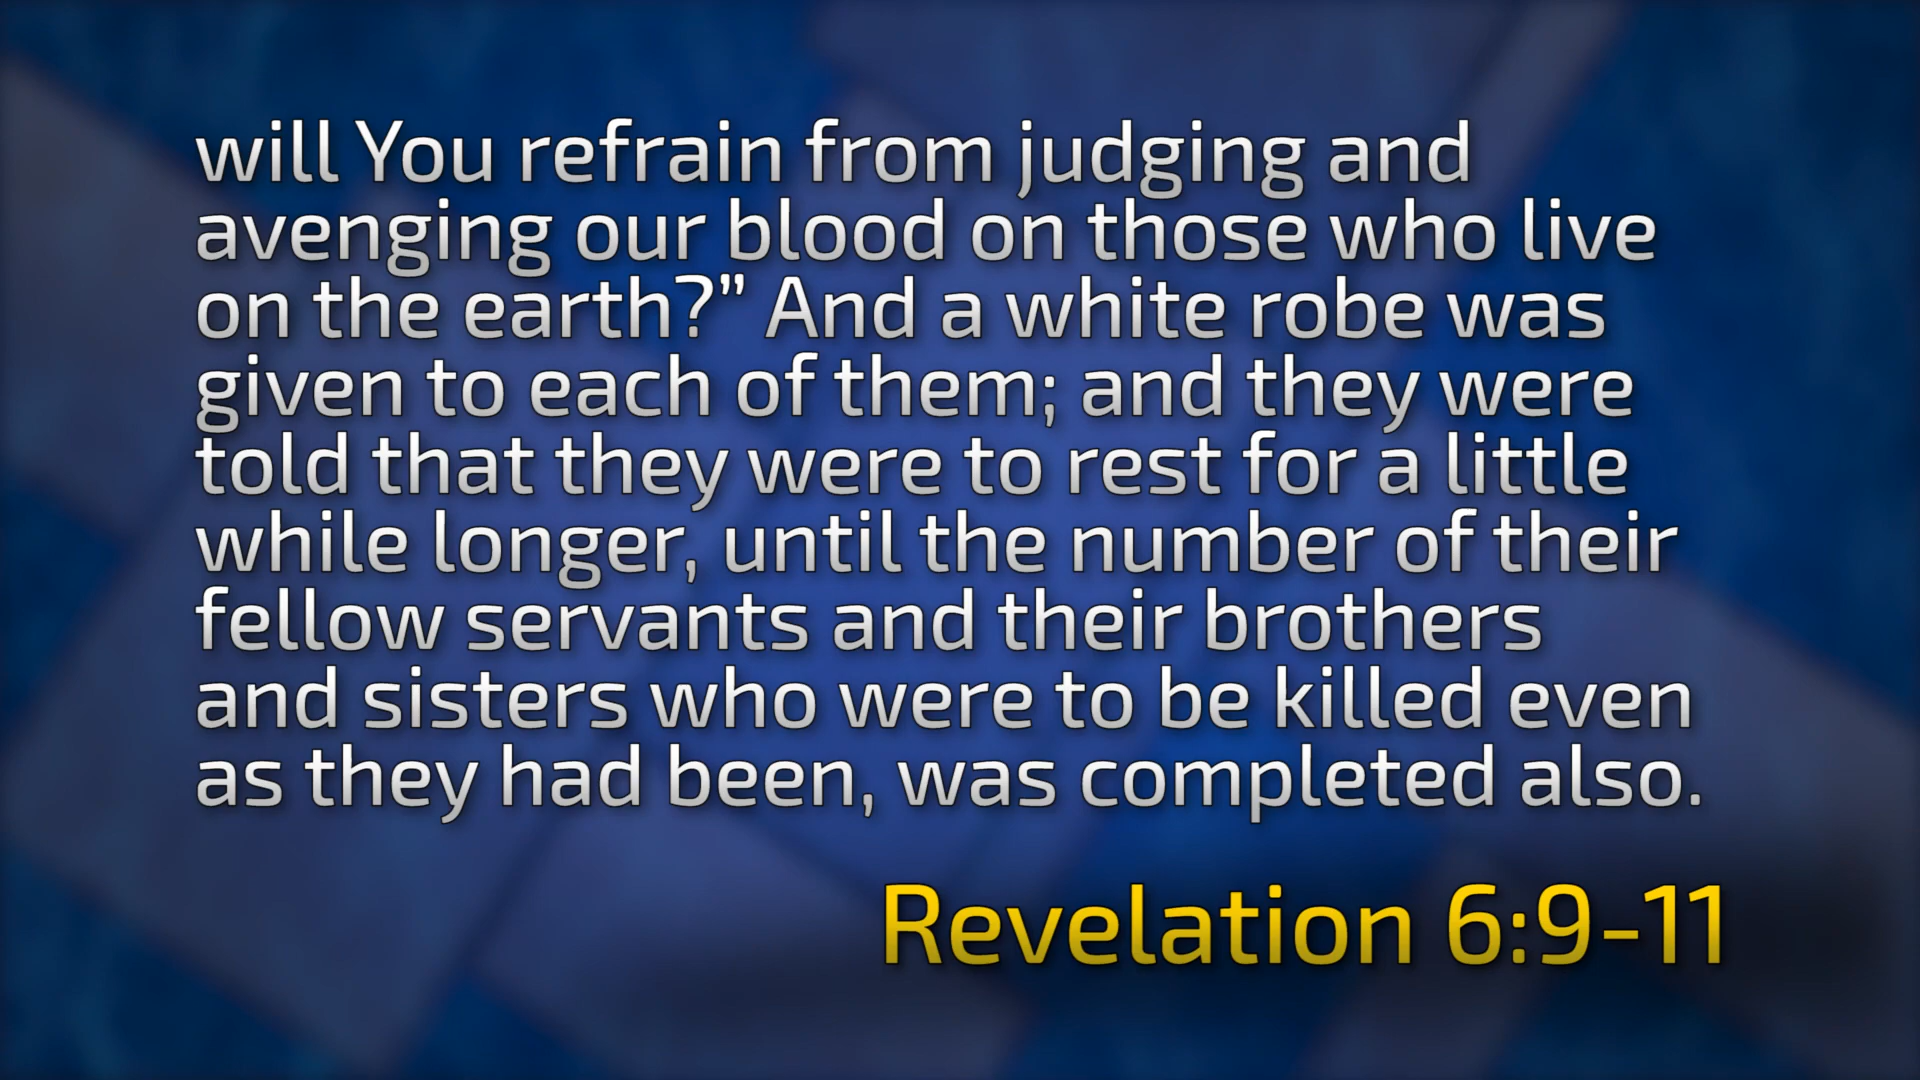 will You refrain from judging and
avenging our blood on those who live
on the earth?” And a white robe was
given to each of them; and they were
told that they were to rest for a little
while longer, until the number of their
fellow servants and their brothers
and sisters who were to be killed even
as they had been, was completed also.
Revelation 6:9-11